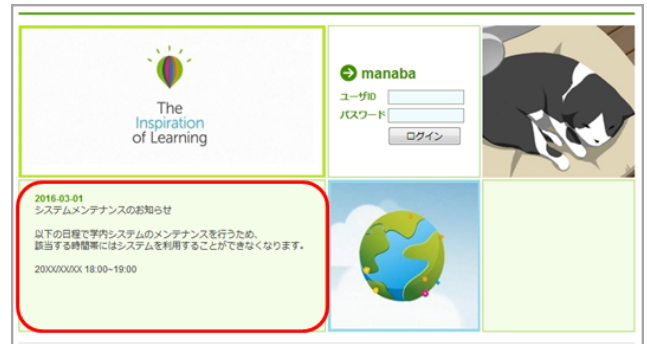 The
Inspiration
of Learning
manaba
ユーザID
パスワード
ログイン
2016-03-01
システムメンテナンスのお知らせ
以下の日程で学内システムのメンテナンスを行うため、
該当する時間帯にはシステムを利用することができなくなります。
20XX/XX/XX 18:00~19:00